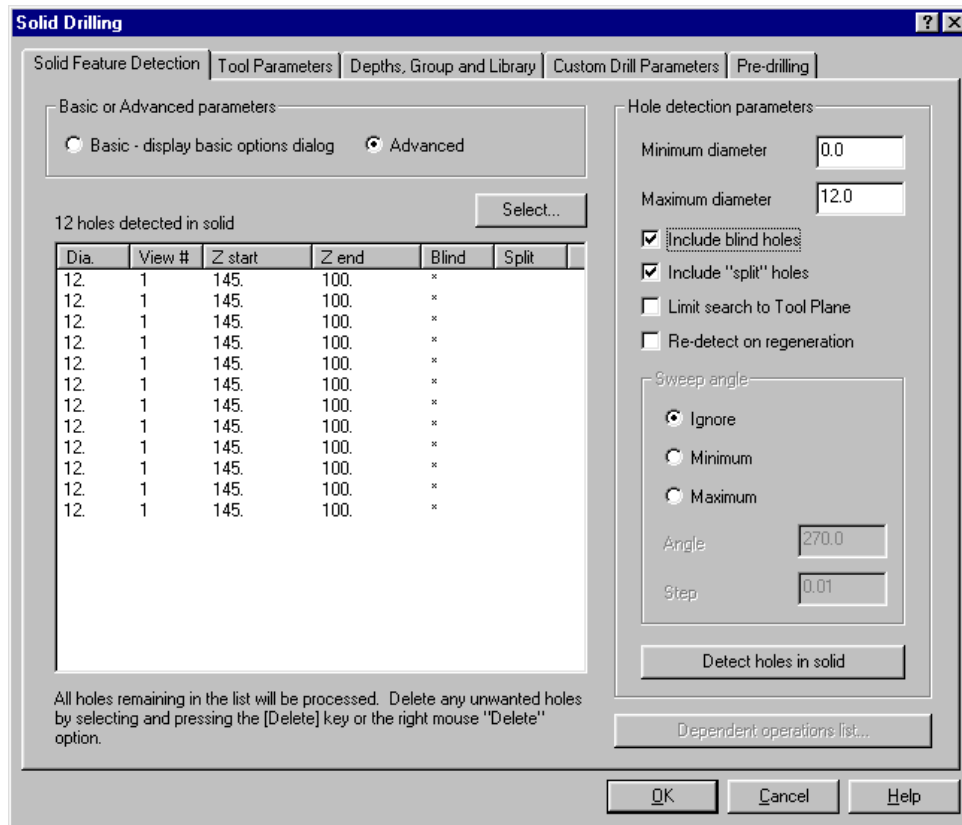 Solid Drilling
Solid Feature Detection Tool Parameters Depths, Group and Library Custom Drill Parameters Pre-drilling
Basic or Advanced parameters
Basic - display basic options dialog Advanced
12 holes detected in solid Select...
Dia. View # Z start Z end Blind Split
12. 1 145. 100. *
12. 1 145. 100. *
12. 1 145. 100. *
12. 1 145. 100. *
12. 1 145. 100. *
12. 1 145. 100. *
12. 1 145. 100. *
12. 1 145. 100. *
12. 1 145. 100. *
12. 1 145. 100. *
12. 1 145. 100. *
12. 1 145. 100. *
All holes remaining in the list will be processed. Delete any unwanted holes
by selecting and pressing the [Delete] key or the right mouse "Delete"
option.
Hole detection parameters
Minimum diameter 0.0
Maximum diameter 12.0
Include blind holes
Include "split" holes
Limit search to Tool Plane
Re-detect on regeneration
Sweep angle
Ignore
Minimum
Maximum
Angle 270.0
Step 0.01
Detect holes in solid
Dependent operations list...
OK Cancel Help